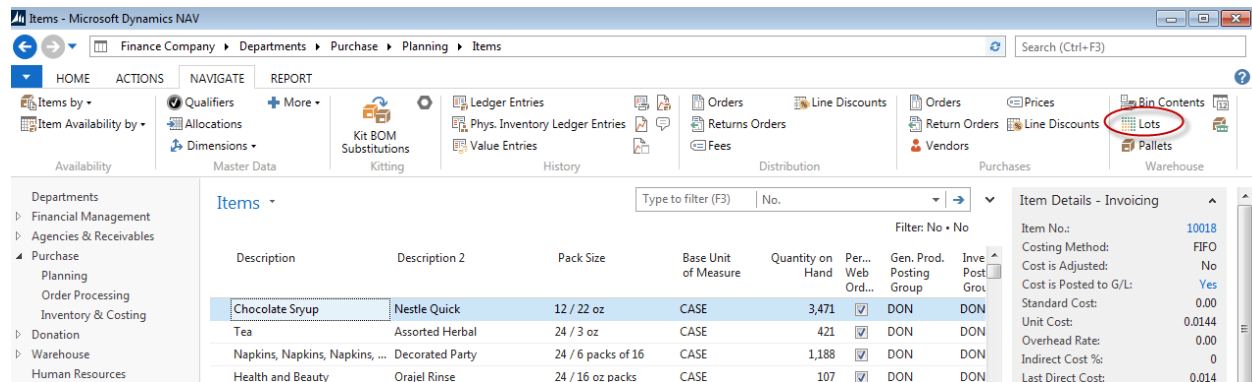 Items - Microsoft Dynamics NAV
Finance Company Departments Purchase Planning Items
Search (Ctrl+F3)
HOME ACTIONS NAVIGATE REPORT
Items by Qualifiers More Ledger Entries Orders Line Discounts Orders Prices Bin Contents
Item Availability by Allocations Kit BOM Substitutions Phys. Inventory Ledger Entries Returns Orders Return Orders Line Discounts Lots
Dimensions Value Entries Fees Vendors Pallets
Availability Master Data Kitting History Distribution Purchases Warehouse
Departments
Financial Management
Agencies & Receivables
Purchase
Planning
Order Processing
Inventory & Costing
Donation
Warehouse
Human Resources
Items Type to filter (F3) No.
Filter: No • No
Description Description 2 Pack Size Base Unit of Measure Quantity on Hand Per... Web Ord... Gen. Prod. Posting Group Inve Post Grou
Chocolate Sryup Nestle Quick 12 / 22 oz CASE 3,471 DON DON
Tea Assorted Herbal 24 / 3 oz CASE 421 DON DON
Napkins, Napkins, Napkins, ... Decorated Party 24 / 6 packs of 16 CASE 1,188 DON DON
Health and Beauty Orajel Rinse 24 / 16 oz packs CASE 107 DON DON
Item Details - Invoicing
Item No.: 10018
Costing Method: FIFO
Cost is Adjusted: No
Cost is Posted to G/L: Yes
Standard Cost: 0.00
Unit Cost: 0.0144
Overhead Rate: 0.00
Indirect Cost %: 0
Last Direct Cost: 0.014